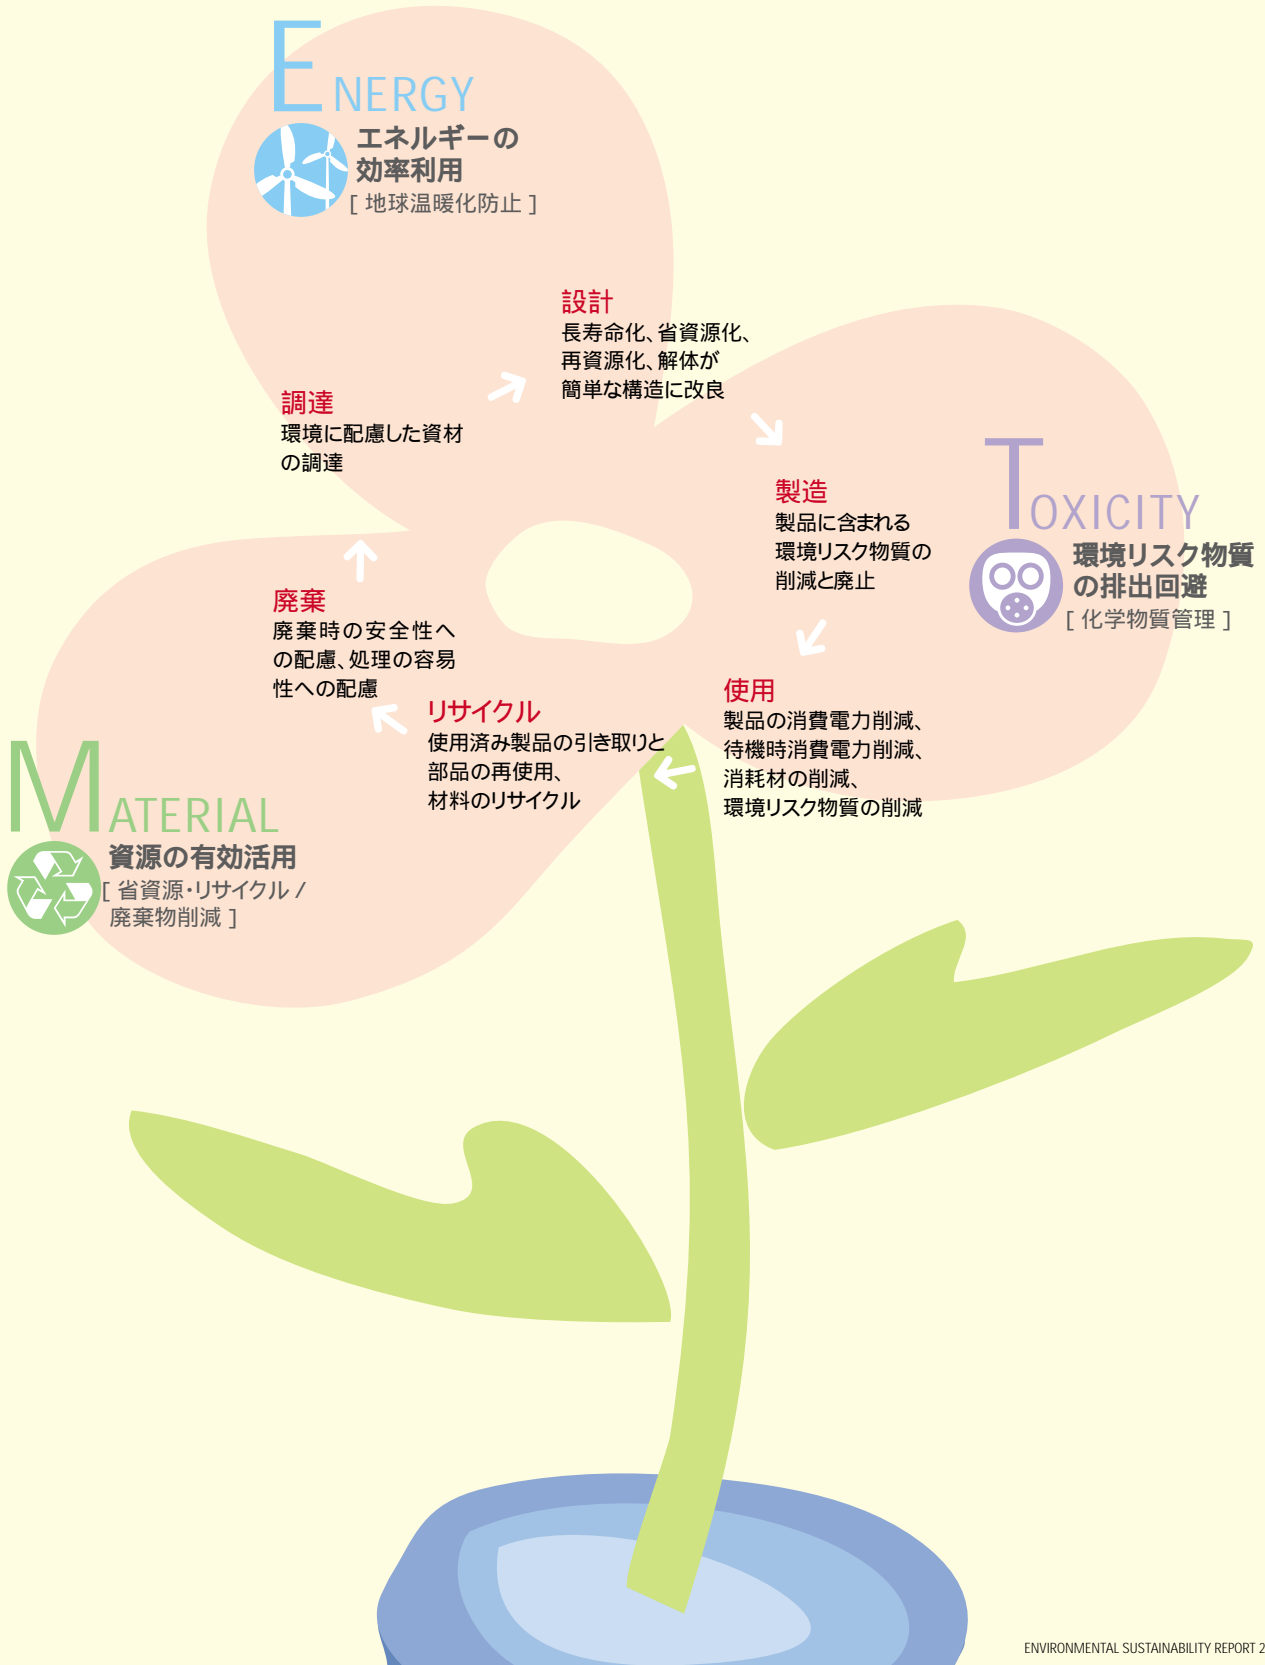 ENERGY
エネルギーの
効率利用
[ 地球温暖化防止 ]
設計
長寿命化、省資源化、
再資源化、解体が
簡単な構造に改良
調達
環境に配慮した資材
の調達
TOXICITY
環境リスク物質
の排出回避
[ 化学物質管理 ]
製造
製品に含まれる
環境リスク物質の
削減と廃止
廃棄
廃棄時の安全性へ
の配慮、処理の容易
性への配慮
使用
製品の消費電力削減、
待機時消費電力削減、
消耗材の削減、
環境リスク物質の削減
リサイクル
使用済み製品の引き取りと
部品の再使用、
材料のリサイクル
MATERIAL
資源の有効活用
[ 省資源・リサイクル /
廃棄物削減 ]
ENVIRONMENTAL SUSTAINABILITY REPORT 2